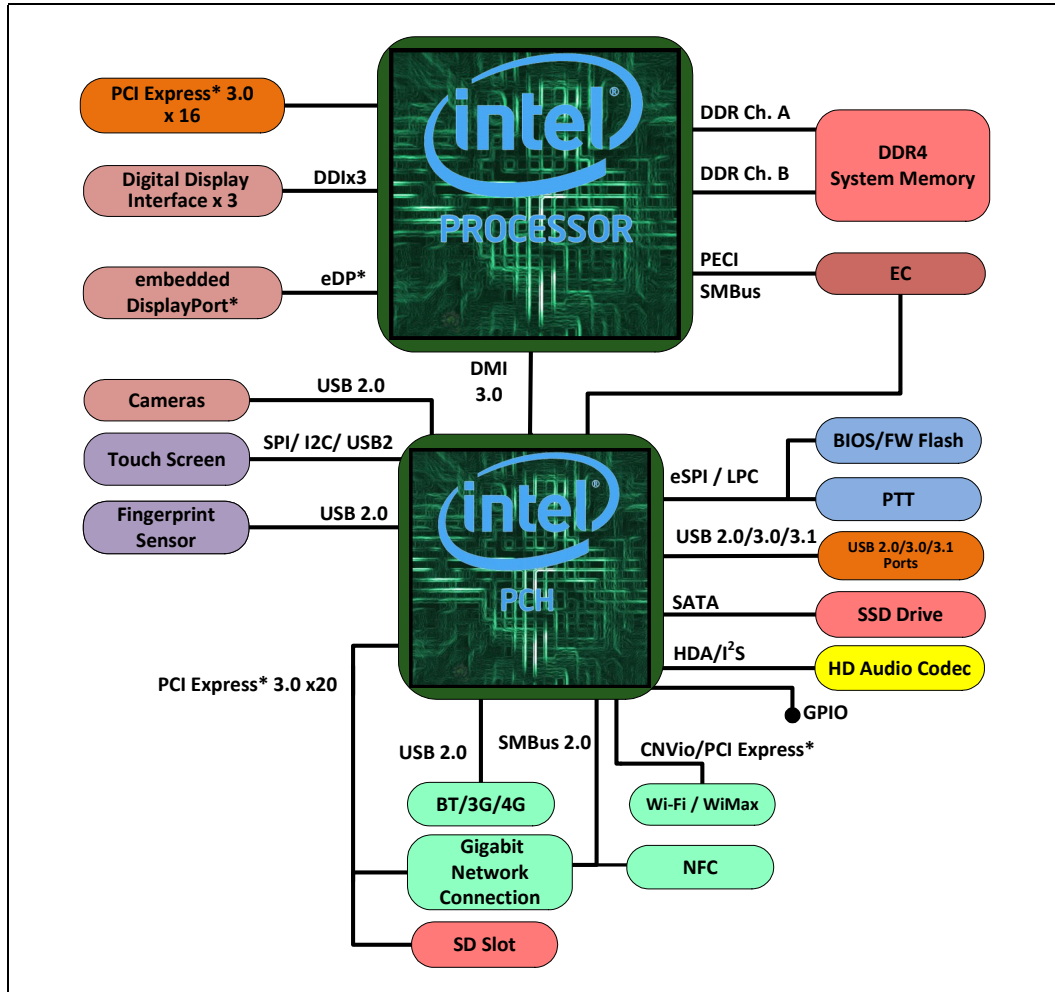 PCI Express* 3.0
x 16
intel®
PROCESSOR
DDR Ch. A
DDR4
System Memory
Digital Display
Interface x 3
DDIx3
DDR Ch. B
embedded
DisplayPort*
eDP*
PECI
SMBus
EC
DMI
3.0
Cameras
USB 2.0
Touch Screen
SPI/ I2C/ USB2
Fingerprint
Sensor
USB 2.0
intel®
PCH
eSPI / LPC
BIOS/FW Flash
PTT
USB 2.0/3.0/3.1
USB 2.0/3.0/3.1
Ports
SATA
SSD Drive
HDA/I²S
HD Audio Codec
GPIO
PCI Express* 3.0 x20
USB 2.0
SMBus 2.0
CNVio/PCI Express*
BT/3G/4G
Wi-Fi / WiMax
Gigabit
Network
Connection
NFC
SD Slot